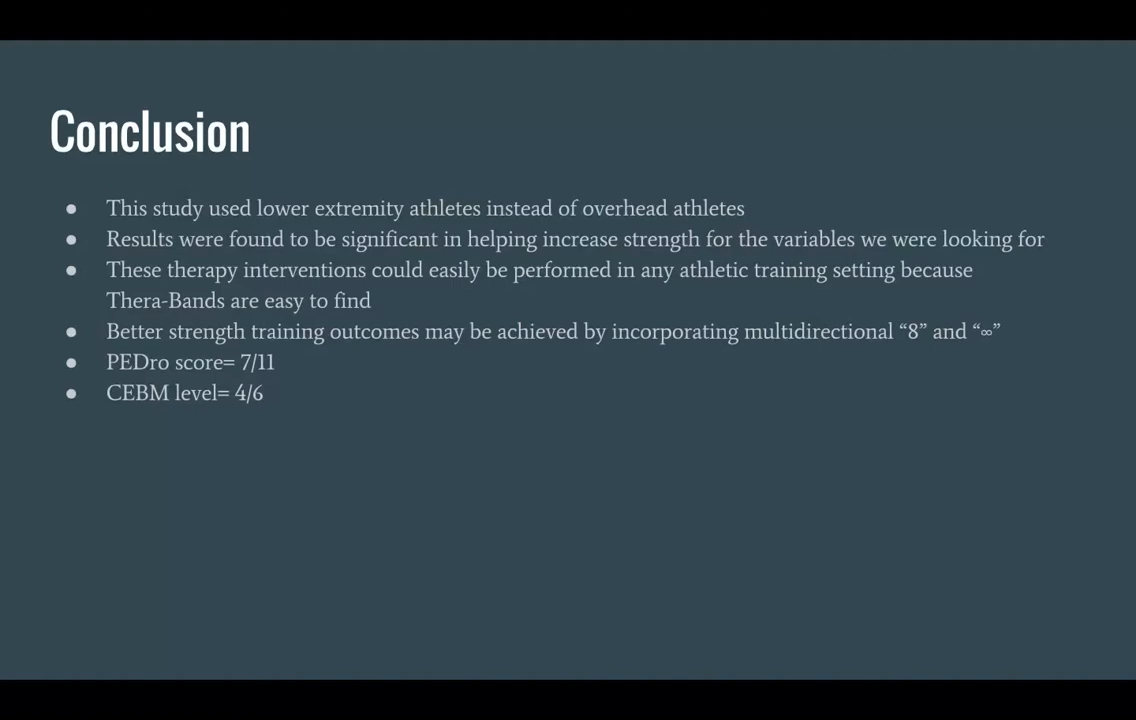 Conclusion
● This study used lower extremity athletes instead of overhead athletes
● Results were found to be significant in helping increase strength for the variables we were looking for
● These therapy interventions could easily be performed in any athletic training setting because
Thera-Bands are easy to find
● Better strength training outcomes may be achieved by incorporating multidirectional “8” and “∞”
● PEDro score= 7/11
● CEBM level= 4/6